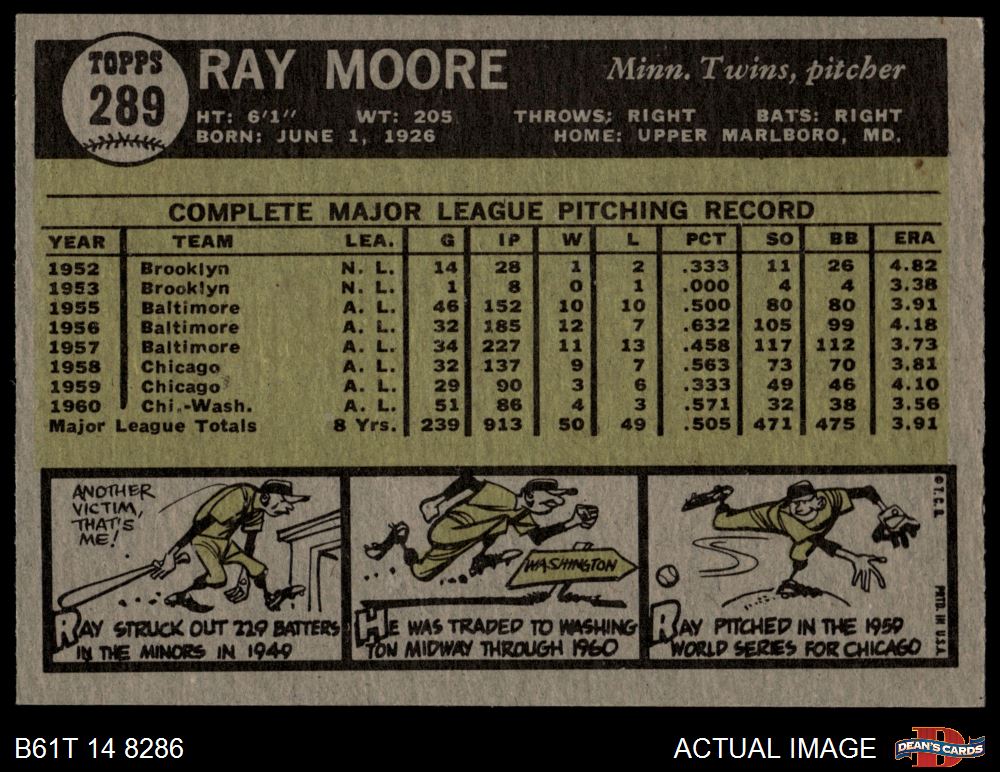 TOPPS
289
RAY MOORE
Minn. Twins, pitcher
HT: 6'1" WT: 205 THROWS: RIGHT BATS: RIGHT
BORN: JUNE 1, 1926 HOME: UPPER MARLBORO, MD.
COMPLETE MAJOR LEAGUE PITCHING RECORD
YEAR TEAM LEA. G IP W L PCT SO BB ERA
1952 Brooklyn N. L. 14 28 1 2 .333 11 26 4.82
1953 Brooklyn N. L. 1 8 0 1 .000 4 4 3.38
1955 Baltimore A. L. 46 152 10 10 .500 80 80 3.91
1956 Baltimore A. L. 32 185 12 7 .632 105 99 4.18
1957 Baltimore A. L. 34 227 11 13 .458 117 112 3.73
1958 Chicago A. L. 32 137 9 7 .563 73 70 3.81
1959 Chicago A. L. 29 90 3 6 .333 49 46 4.10
1960 Chi.-Wash. A. L. 51 86 4 3 .571 32 38 3.56
Major League Totals 8 Yrs. 239 913 50 49 .505 471 475 3.91
ANOTHER
VICTIM,
THAT'S
ME!
RAY STRUCK OUT 229 BATTERS
IN THE MINORS IN 1949
WASHINGTON
HE WAS TRADED TO WASHING
TON MIDWAY THROUGH 1960
RAY PITCHED IN THE 1959
WORLD SERIES FOR CHICAGO
© T.C.G.
PRTD. IN U.S.A.
B61T 14 8286
ACTUAL IMAGE
D
DEAN'S CARDS